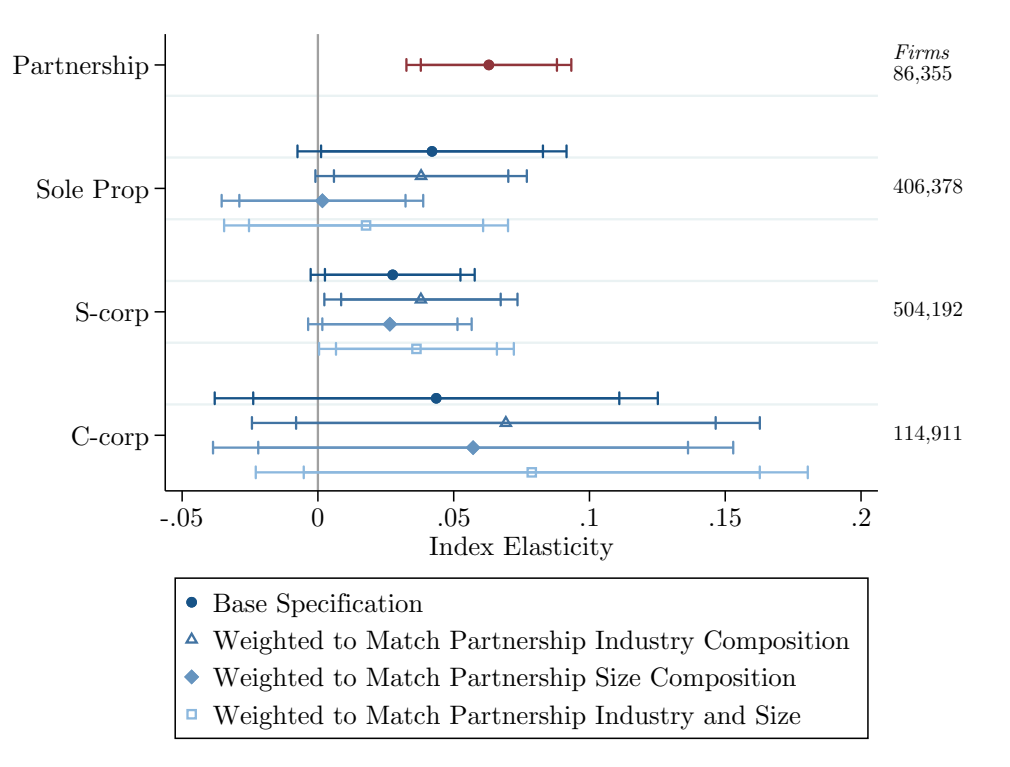 Firms
Partnership
86,355
Sole Prop
406,378
S-corp
504,192
C-corp
114,911
-.05 0 .05 .1 .15 .2
Index Elasticity
Base Specification
Weighted to Match Partnership Industry Composition
Weighted to Match Partnership Size Composition
Weighted to Match Partnership Industry and Size